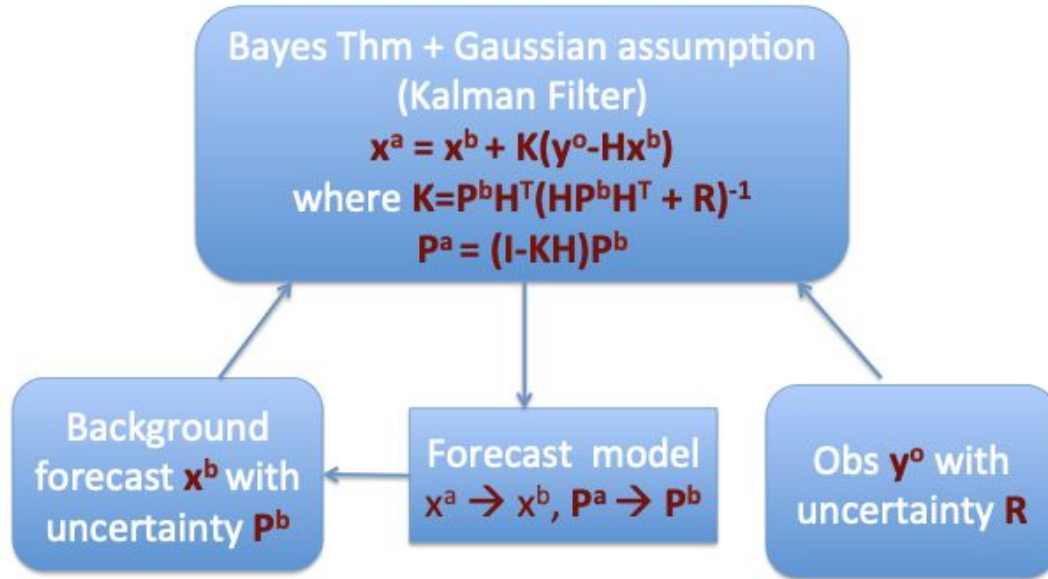 Bayes Thm + Gaussian assumption
(Kalman Filter)
xᵃ = xᵇ + K(yᵒ-Hxᵇ)
where K=PᵇHᵀ(HPᵇHᵀ + R)⁻¹
Pᵃ = (I-KH)Pᵇ
Background
forecast xᵇ with
uncertainty Pᵇ
Forecast model
xᵃ → xᵇ, Pᵃ → Pᵇ
Obs yᵒ with
uncertainty R